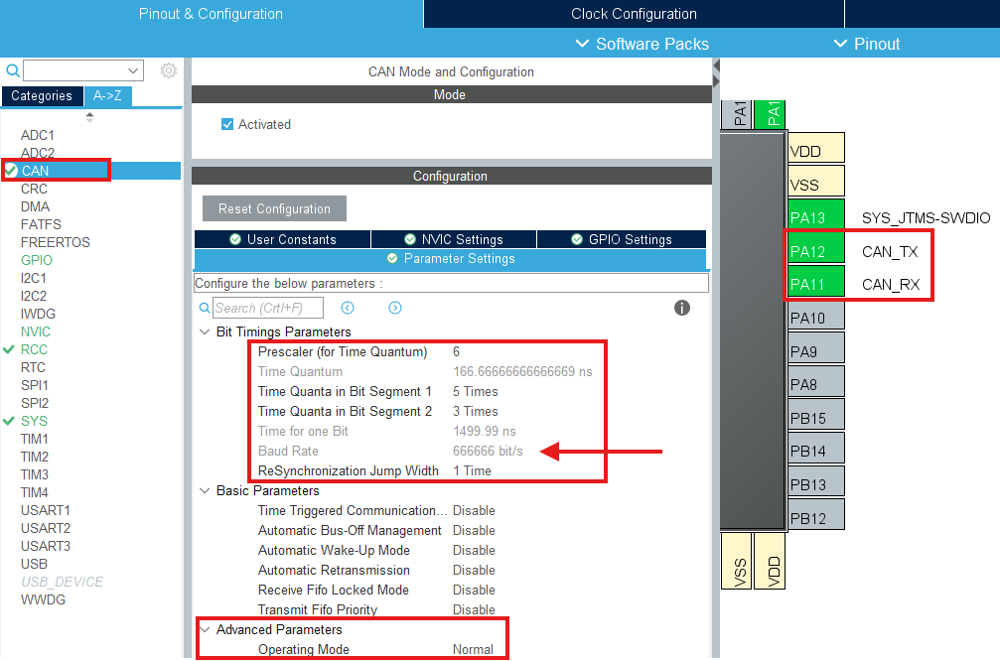 Pinout & Configuration
Clock Configuration
Software Packs
Pinout
Categories
A->Z
ADC1
ADC2
CAN
CRC
DMA
FATFS
FREERTOS
GPIO
I2C1
I2C2
IWDG
NVIC
RCC
RTC
SPI1
SPI2
SYS
TIM1
TIM2
TIM3
TIM4
USART1
USART2
USART3
USB
USB_DEVICE
WWDG
CAN Mode and Configuration
Mode
Activated
Configuration
Reset Configuration
User Constants
NVIC Settings
GPIO Settings
Parameter Settings
Configure the below parameters :
Search (Crtl+F)
Bit Timings Parameters
Prescaler (for Time Quantum) 6
Time Quantum 166.66666666666669 ns
Time Quanta in Bit Segment 1 5 Times
Time Quanta in Bit Segment 2 3 Times
Time for one Bit 1499.99 ns
Baud Rate 666666 bit/s
ReSynchronization Jump Width 1 Time
Basic Parameters
Time Triggered Communication... Disable
Automatic Bus-Off Management Disable
Automatic Wake-Up Mode Disable
Automatic Retransmission Disable
Receive Fifo Locked Mode Disable
Transmit Fifo Priority Disable
Advanced Parameters
Operating Mode Normal
PA1
PA1
VDD
VSS
PA13 SYS_JTMS-SWDIO
PA12 CAN_TX
PA11 CAN_RX
PA10
PA9
PA8
PB15
PB14
PB13
PB12
VSS
VDD